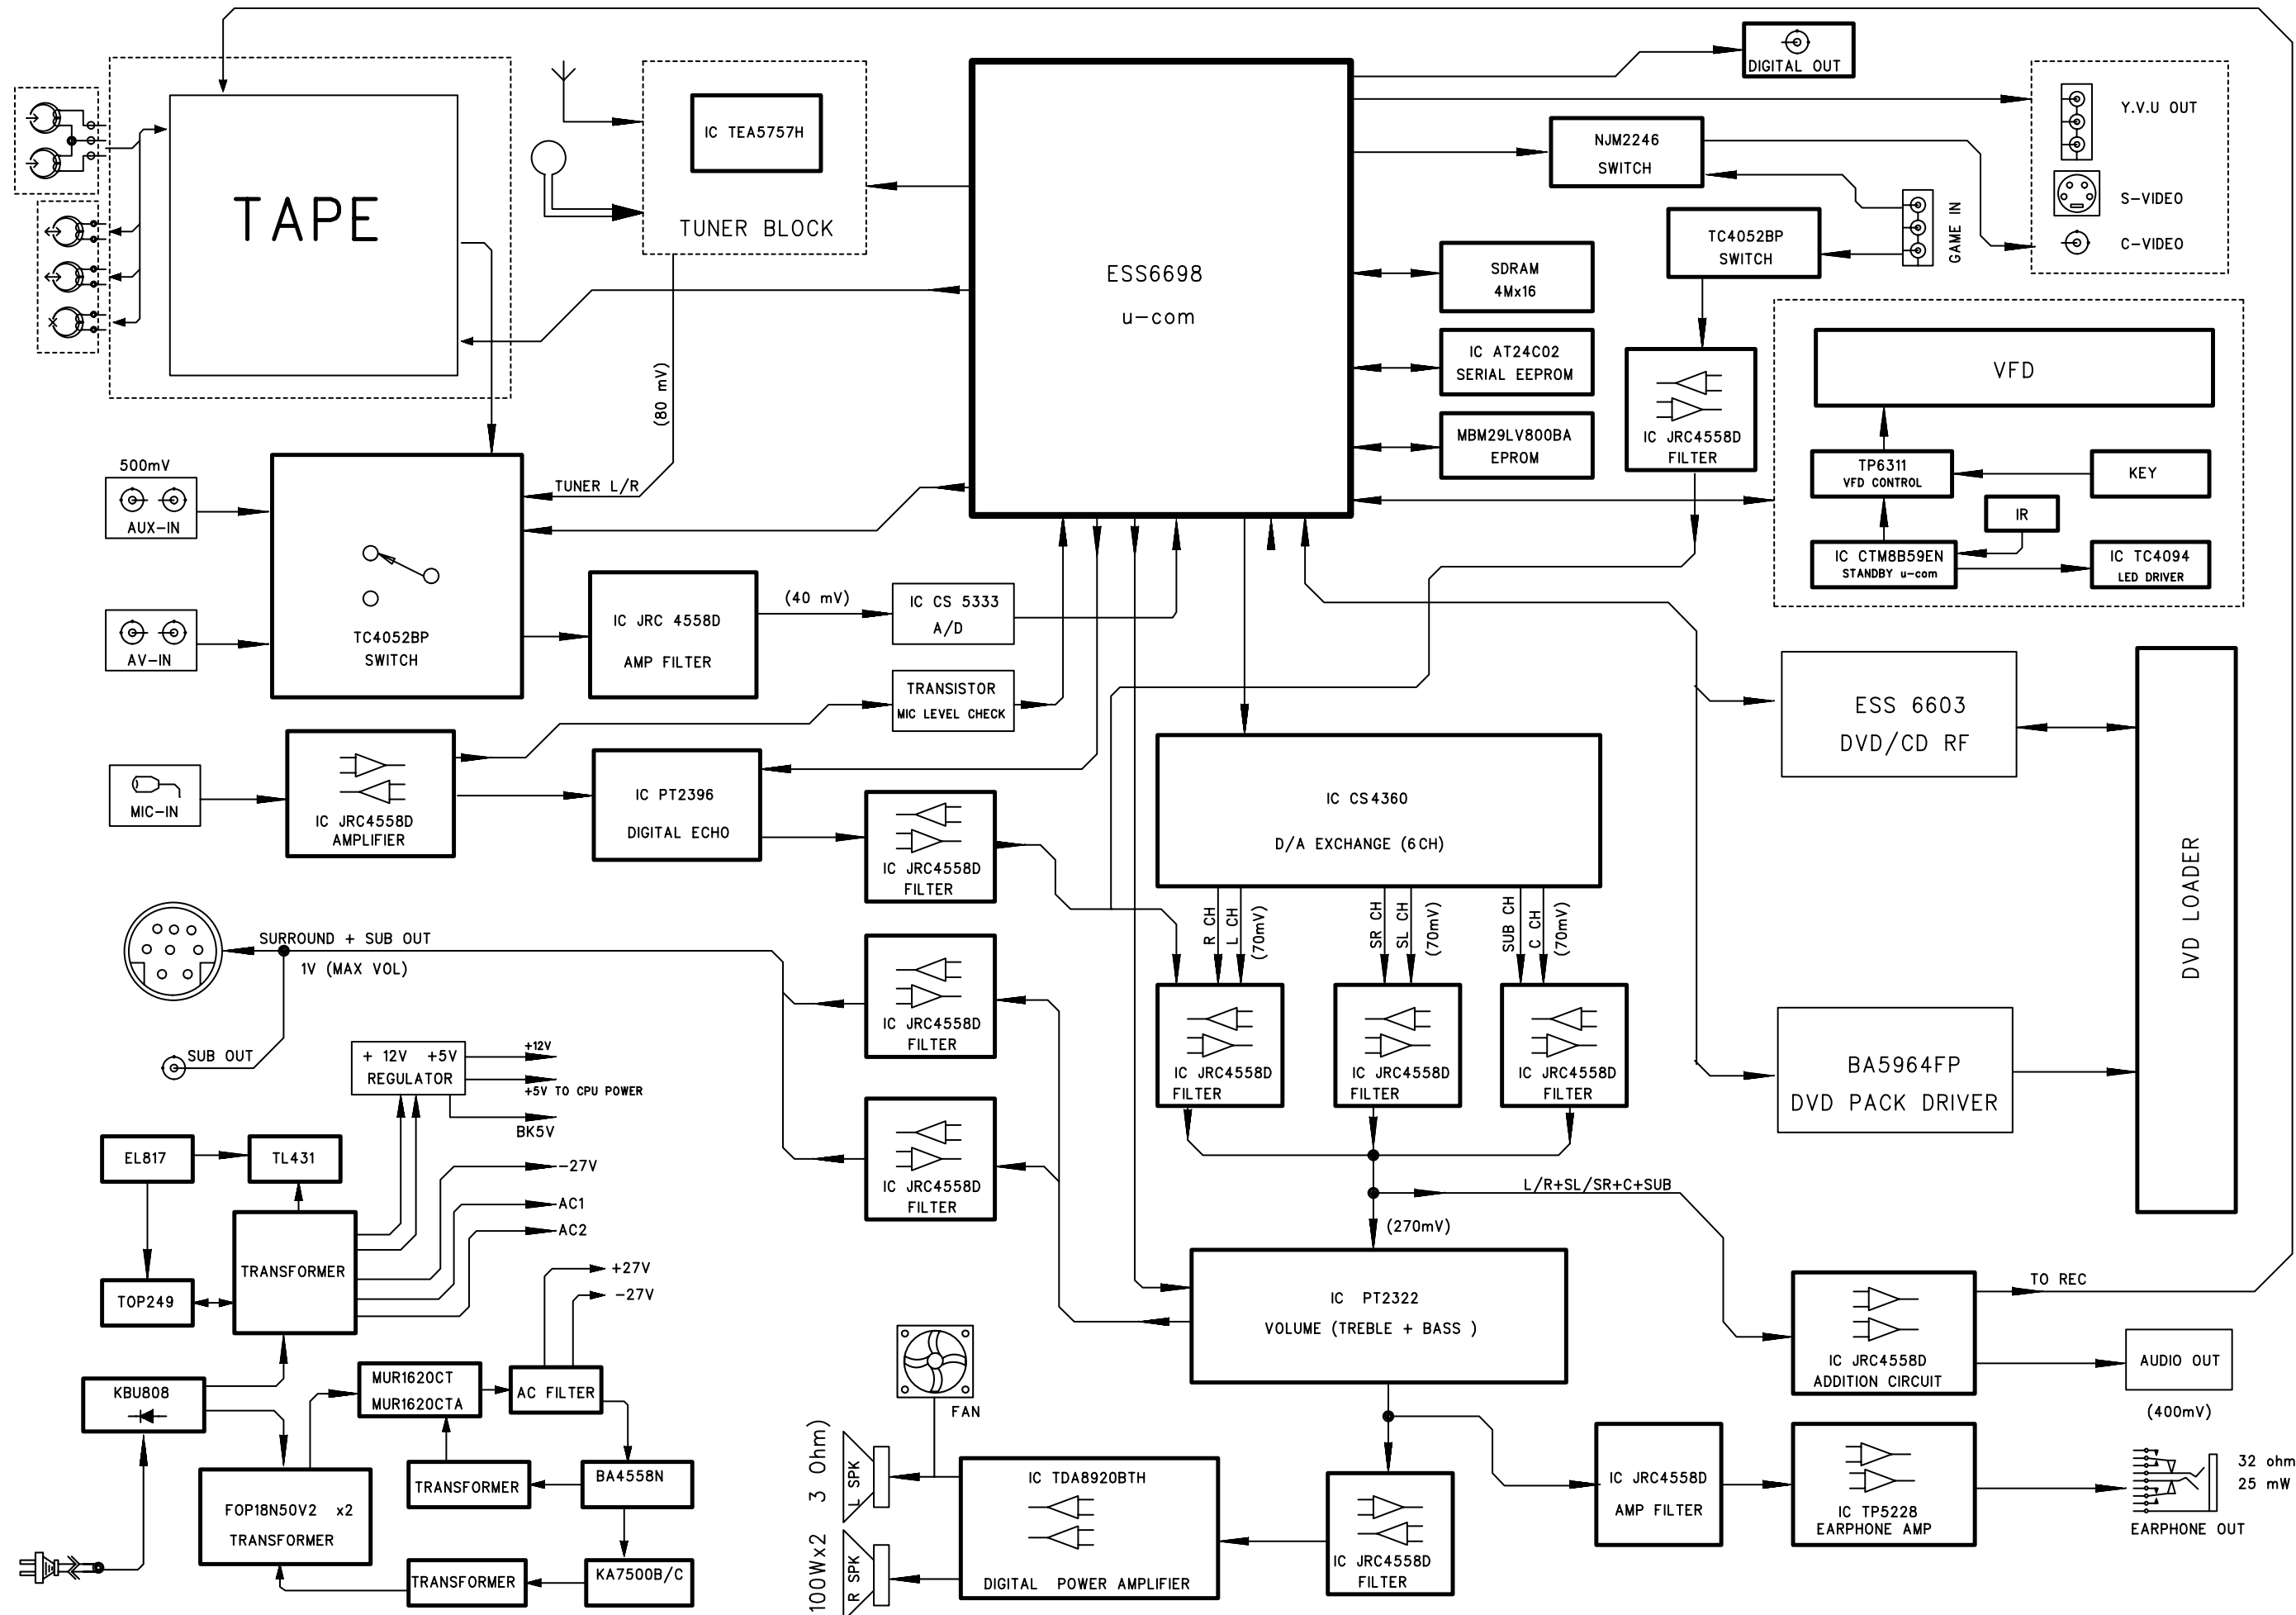 DIGITAL OUT
Y.V.U OUT
S-VIDEO
C-VIDEO
IC TEA5757H
TUNER BLOCK
TAPE
ESS6698
u-com
NJM2246
SWITCH
GAME IN
TC4052BP
SWITCH
SDRAM
4Mx16
IC AT24C02
SERIAL EEPROM
MBM29LV800BA
EPROM
IC JRC4558D
FILTER
VFD
TP6311
VFD CONTROL
KEY
IR
IC CTM8B59EN
STANDBY u-com
IC TC4094
LED DRIVER
(80 mV)
TUNER L/R
500mV
AUX-IN
AV-IN
TC4052BP
SWITCH
IC JRC 4558D
AMP FILTER
(40 mV)
IC CS 5333
A/D
TRANSISTOR
MIC LEVEL CHECK
MIC-IN
IC JRC4558D
AMPLIFIER
IC PT2396
DIGITAL ECHO
IC JRC4558D
FILTER
IC CS4360
D/A EXCHANGE (6CH)
ESS 6603
DVD/CD RF
DVD LOADER
BA5964FP
DVD PACK DRIVER
R CH
L CH
(70mV)
SR CH
SL CH
(70mV)
SUB CH
C CH
(70mV)
IC JRC4558D
FILTER
IC JRC4558D
FILTER
IC JRC4558D
FILTER
SURROUND + SUB OUT
1V (MAX VOL)
SUB OUT
IC JRC4558D
FILTER
IC JRC4558D
FILTER
+ 12V +5V
REGULATOR
+12V
+5V TO CPU POWER
BK5V
EL817
TL431
-27V
AC1
AC2
TRANSFORMER
TOP249
+27V
-27V
KBU808
MUR1620CT
MUR1620CTA
AC FILTER
FOP18N50V2 x2
TRANSFORMER
TRANSFORMER
BA4558N
TRANSFORMER
KA7500B/C
L/R+SL/SR+C+SUB
(270mV)
IC PT2322
VOLUME (TREBLE + BASS )
TO REC
IC JRC4558D
ADDITION CIRCUIT
AUDIO OUT
(400mV)
FAN
100Wx2 3 Ohm)
L SPK
R SPK
IC TDA8920BTH
DIGITAL POWER AMPLIFIER
IC JRC4558D
FILTER
IC JRC4558D
AMP FILTER
IC TP5228
EARPHONE AMP
32 ohm
25 mW
EARPHONE OUT